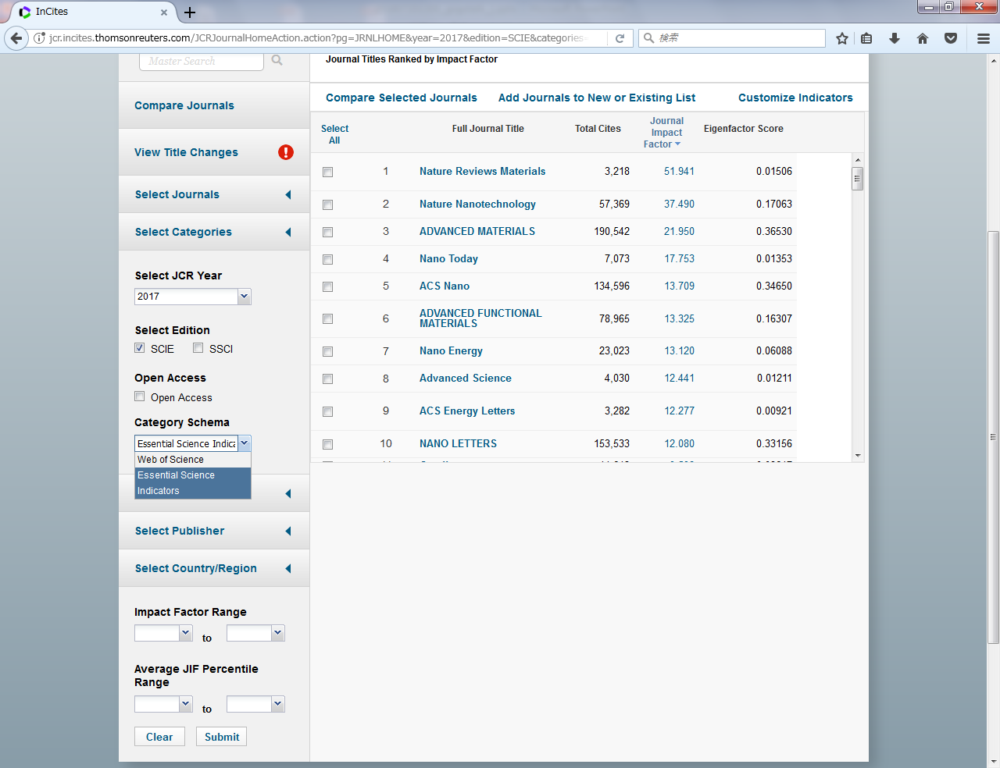 InCites
jcr.incites.thomsonreuters.com/JCRJournalHomeAction.action?pg=JRNLHOME&year=2017&edition=SCIE&categories=
検索
Master Search
Journal Titles Ranked by Impact Factor
Compare Selected Journals Add Journals to New or Existing List Customize Indicators
Select All
Full Journal Title
Total Cites
Journal Impact Factor
Eigenfactor Score
1 Nature Reviews Materials 3,218 51.941 0.01506
2 Nature Nanotechnology 57,369 37.490 0.17063
3 ADVANCED MATERIALS 190,542 21.950 0.36530
4 Nano Today 7,073 17.753 0.01353
5 ACS Nano 134,596 13.709 0.34650
6 ADVANCED FUNCTIONAL MATERIALS 78,965 13.325 0.16307
7 Nano Energy 23,023 13.120 0.06088
8 Advanced Science 4,030 12.441 0.01211
9 ACS Energy Letters 3,282 12.277 0.00921
10 NANO LETTERS 153,533 12.080 0.33156
Compare Journals
View Title Changes
Select Journals
Select Categories
Select JCR Year
2017
Select Edition
SCIE SSCI
Open Access
Open Access
Category Schema
Essential Science Indica
Web of Science
Essential Science
Indicators
Select Publisher
Select Country/Region
Impact Factor Range
to
Average JIF Percentile
Range
to
Clear Submit